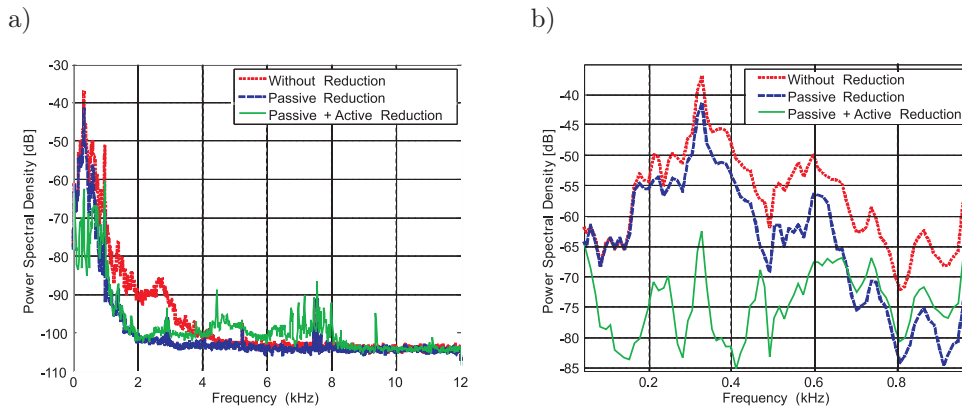 a)
b)
Without Reduction
Passive Reduction
Passive + Active Reduction
Power Spectral Density [dB]
-30
-40
-50
-60
-70
-80
-90
-100
-110
0 2 4 6 8 10 12
Frequency (kHz)
Without Reduction
Passive Reduction
Passive + Active Reduction
Power Spectral Density [dB]
-40
-45
-50
-55
-65
-65
-70
-75
-80
-85
0.2 0.4 0.6 0.8
Frequency (kHz)